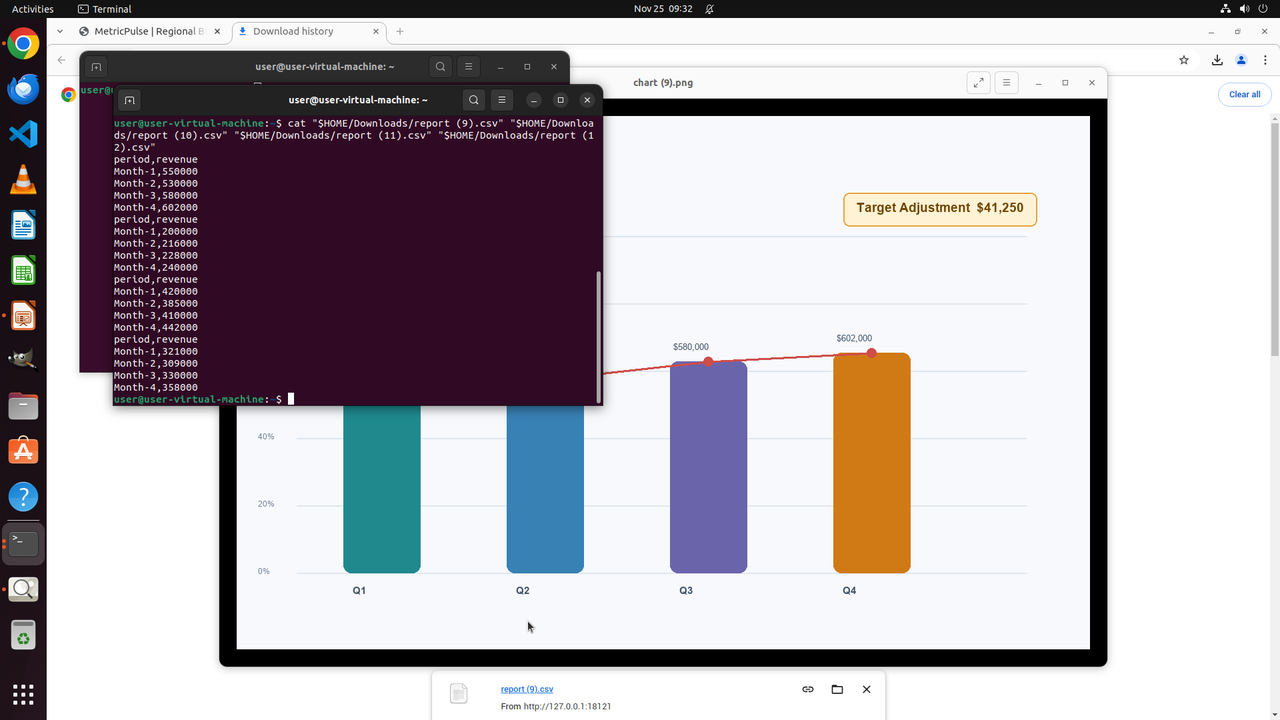 Activities
Terminal
Nov 25 09:32
MetricPulse | Regional B
Download history
user@user-virtual-machine: ~
chart (9).png
Clear all
user@
user@user-virtual-machine: ~
user@user-virtual-machine:~$ cat "$HOME/Downloads/report (9).csv" "$HOME/Downloa
ds/report (10).csv" "$HOME/Downloads/report (11).csv" "$HOME/Downloads/report (1
2).csv"
period,revenue
Month-1,550000
Month-2,530000
Month-3,580000
Month-4,602000
period,revenue
Month-1,200000
Month-2,216000
Month-3,228000
Month-4,240000
period,revenue
Month-1,420000
Month-2,385000
Month-3,410000
Month-4,442000
period,revenue
Month-1,321000
Month-2,309000
Month-3,330000
Month-4,358000
user@user-virtual-machine:~$
Target Adjustment $41,250
$580,000
$602,000
40%
20%
0%
Q1
Q2
Q3
Q4
report (9).csv
From http://127.0.0.1:18121